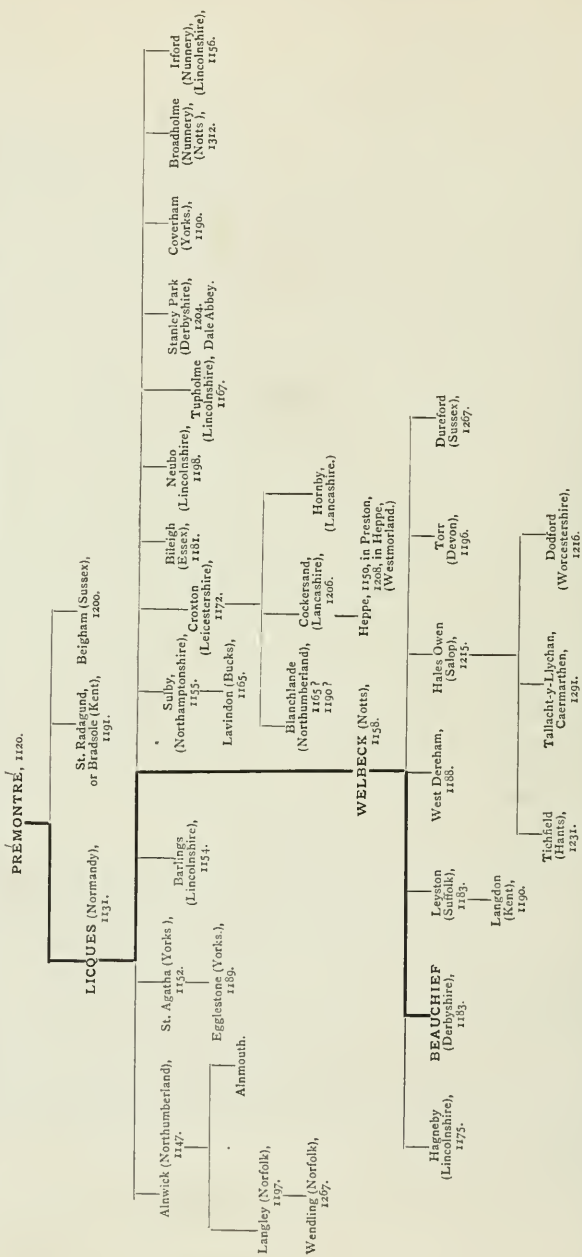 PRÉMONTRÉ, 1120.
LICQUES (Normandy),
1131.
St. Radagund,
or Bradsole (Kent),
1191.
Beigham (Sussex),
1200.
Alnwick (Northumberland),
1147.
St. Agatha (Yorks),
1152.
Barlings
(Lincolnshire),
1154.
Sulby,
(Northamptonshire),
1155.
Croxton
(Leicestershire),
1172.
Bileigh
(Essex),
1181.
Neubo
(Lincolnshire),
1198.
Tupholme
(Lincolnshire),
1167.
Stanley Park
(Derbyshire),
1204.
Dale Abbey.
Coverham
(Yorks.),
1190.
Broadholme
(Nunnery),
(Notts),
1312.
Irford
(Nunnery),
(Lincolnshire),
1156.
Egglestone (Yorks.),
1189.
Lavindon (Bucks),
1165.
Langley (Norfolk),
1197.
Alnmouth.
Wendling (Norfolk),
1267.
Blanchlande
(Northumberland),
1165?
1190?
Cockersand,
(Lancashire),
1206.
Hornby,
(Lancashire.)
Heppe, 1150, in Preston,
1208, in Heppe,
(Westmorland.)
WELBECK (Notts),
1158.
Hagneby
(Lincolnshire),
1175.
BEAUCHIEF
(Derbyshire),
1183.
Leyston
(Suffolk),
1183.
West Dereham,
1188.
Hales Owen
(Salop),
1215.
Torr
(Devon),
1196.
Dureford
(Sussex),
1267.
Langdon
(Kent),
1190.
Tichfield
(Hants),
1231.
Tallacht-y-Llychan,
Caermarthen,
1291.
Dodford
(Worcestershire),
1216.